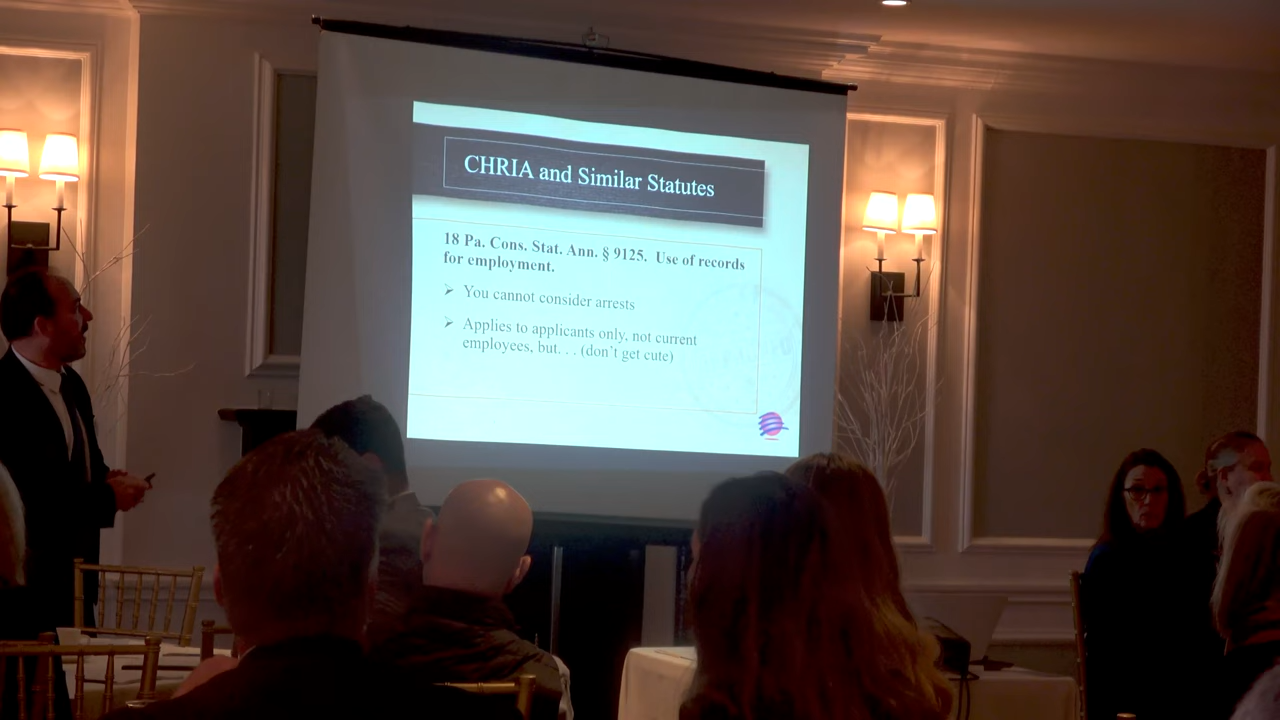 CHRIA and Similar Statutes
18 Pa. Cons. Stat. Ann. § 9125. Use of records
for employment.
➢ You cannot consider arrests
➢ Applies to applicants only, not current
employees, but. . . (don't get cute)